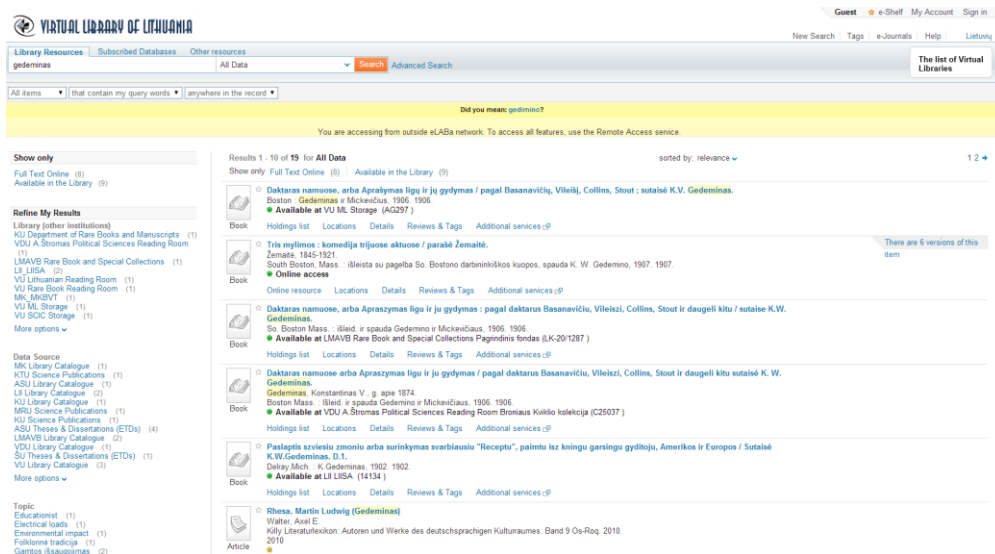 Guest e-Shelf My Account Sign in
VIRTUAL LIBRARY OF LITHUANIA
New Search Tags e-Journals Help Lietuvių
Library Resources Subscribed Databases Other resources
gedeminas All Data Search Advanced Search
The list of Virtual
Libraries
All items that contain my query words anywhere in the record
Did you mean: gedimino?
You are accessing from outside eLABa network. To access all features, use the Remote Access service.
Show only
Full Text Online (8)
Available in the Library (9)
Refine My Results
Library (other institutions)
KU Department of Rare Books and Manuscripts (1)
VDU A.Štromas Political Sciences Reading Room
(1)
LMAVB Rare Book and Special Collections (1)
LII_LIISA (2)
VU Lithuanian Reading Room (1)
VU Rare Book Reading Room (1)
MK_MKBVT (1)
VU ML Storage (1)
VU SCIC Storage (1)
More options
Data Source
MK Library Catalogue (1)
KTU Science Publications (1)
ASU Library Catalogue (1)
LII Library Catalogue (2)
KU Library Catalogue (1)
MRU Science Publications (1)
KU Science Publications (1)
ASU Theses & Dissertations (ETDs) (4)
LMAVB Library Catalogue (2)
VDU Library Catalogue (1)
ŠU Theses & Dissertations (ETDs) (1)
VU Library Catalogue (3)
More options
Topic
Educationist (1)
Electrical loads (1)
Environmental impact (1)
Folklorinė tradicija (1)
Gamtos išsaugojimas (2)
Results 1 - 10 of 19 for All Data sorted by: relevance 1 2
Show only Full Text Online (8) Available in the Library (9)
Daktaras namuose, arba Aprašymas ligų ir jų gydymas / pagal Basanavičių, Vileišį, Collins, Stout ; sutaisė K.V. Gedeminas.
Boston : Gedeminas ir Mickevičius, 1906. 1906.
Available at VU ML Storage (AG297 )
Book
Holdings list Locations Details Reviews & Tags Additional services
Tris mylimos : komedija trijuose aktuose / parašė Žemaitė.
Žemaitė, 1845-1921.
South Boston, Mass. : išleista su pagelba So. Bostono darbininkiškos kuopos, spauda K. W. Gedemino, 1907. 1907.
Online access
Book
There are 6 versions of this
item
Online resource Locations Details Reviews & Tags Additional services
Daktaras namuose, arba Apraszymas ligu ir ju gydymas : pagal daktarus Basanavičiu, Vileiszi, Collins, Stout ir daugeli kitu / sutaise K.W.
Gedeminas.
So. Boston Mass. : išleid. ir spauda Gedemino ir Mickevičiaus, 1906. 1906.
Available at LMAVB Rare Book and Special Collections Pagrindinis fondas (LK-20/1287 )
Book
Holdings list Locations Details Reviews & Tags Additional services
Daktaras namuose arba Apraszymas ligu ir ju gydymas / pagal daktarus Basanavičiu, Vileiszi, Collins, Stout ir daugeli kitu sutaisė K. W.
Gedeminas.
Gedeminas, Konstantinas V., g. apie 1874.
Boston Mass. : Išleid. ir spauda Gedemino ir Mickevičiaus, 1906. 1906.
Available at VDU A.Štromas Political Sciences Reading Room Broniaus Kviklio kolekcija (C25037 )
Book
Holdings list Locations Details Reviews & Tags Additional services
Paslaptis szviesiu zmoniu arba surinkymas svarbiausiu "Receptu", paimtu isz kningu garsingu gydituju, Amerikos ir Europos / Sutaisė
K.W.Gedeminas. D.1.
Delray,Mich. : K.Gedeminas, 1902. 1902.
Available at LII LIISA (14134 )
Book
Holdings list Locations Details Reviews & Tags Additional services
Rhesa, Martin Ludwig (Gedeminas)
Walter, Axel E.
Killy Literaturlexikon: Autoren und Werke des deutschsprachigen Kulturraumes. Band 9 Os-Roq. 2010.
2010
Article